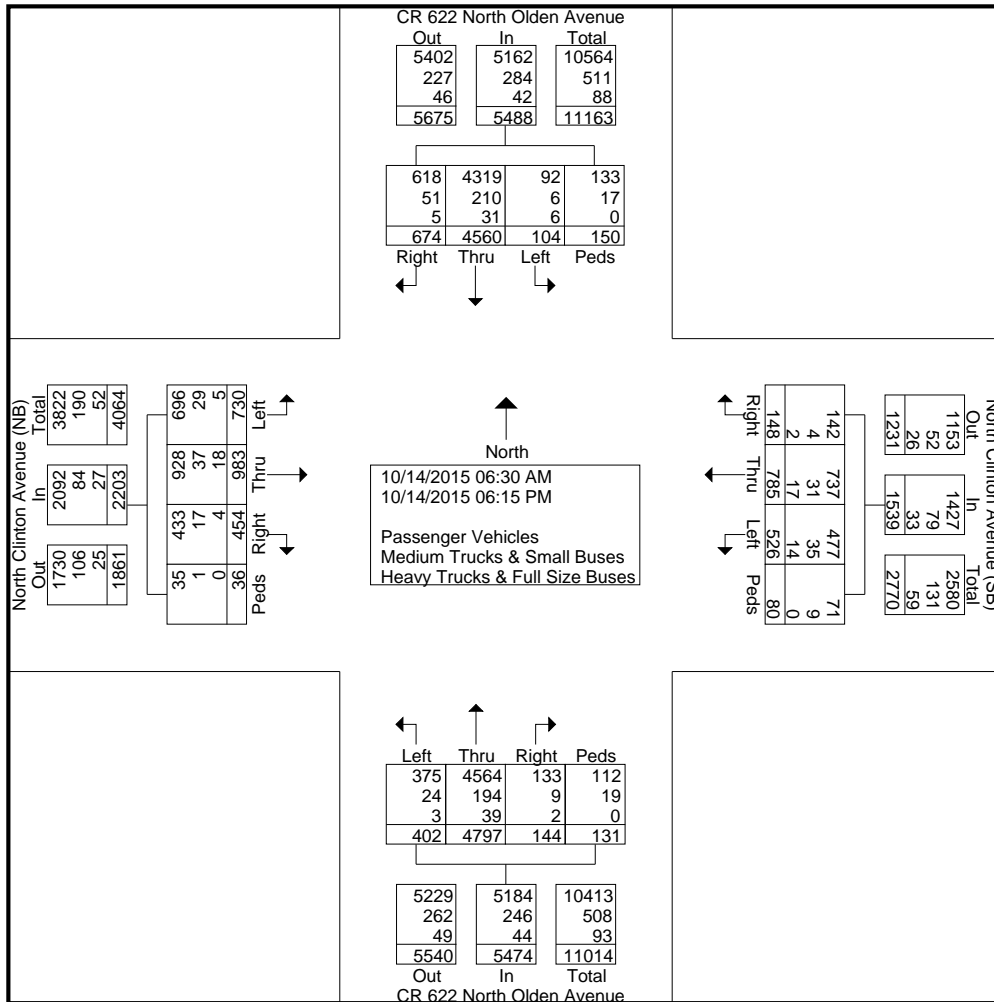 CR 622 North Olden Avenue
Out In Total
5402 5162 10564
227 284 511
46 42 88
5675 5488 11163
618 4319 92 133
51 210 6 17
5 31 6 0
674 4560 104 150
Right Thru Left Peds
North Clinton Avenue (NB)
Total In Out
3822 2092 1730
190 84 106
52 27 25
4064 2203 1861
696 928 433 35
29 37 17 1
5 18 4 0
730 983 454 36
Left Thru Right Peds
North
10/14/2015 06:30 AM
10/14/2015 06:15 PM
Passenger Vehicles
Medium Trucks & Small Buses
Heavy Trucks & Full Size Buses
Right Thru Left Peds
142 737 477 71
4 31 35 9
2 17 14 0
148 785 526 80
North Clinton Avenue (SB)
Out In Total
1153 1427 2580
52 79 131
26 33 59
1231 1539 2770
Left Thru Right Peds
375 4564 133 112
24 194 9 19
3 39 2 0
402 4797 144 131
5229 5184 10413
262 246 508
49 44 93
5540 5474 11014
Out In Total
CR 622 North Olden Avenue